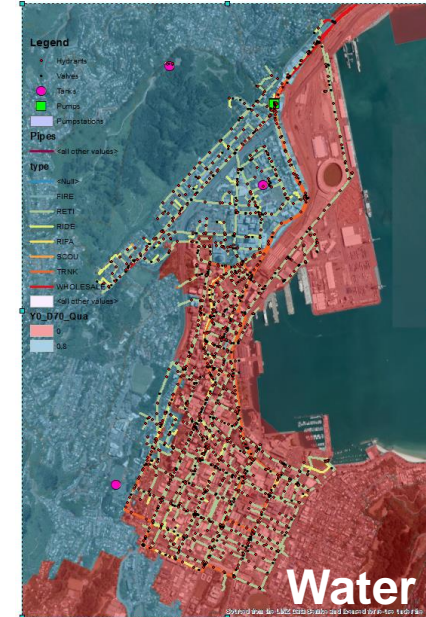 Legend
Hydrants
Valves
Tanks
Pumps
Pumpstations
Pipes
<all other values>
type
<Null>
FIRE
RETI
RIDE
RIFA
SCOU
TRNK
WHOLESALE
<all other values>
Y0_D70_Qua
0
0.8
Water